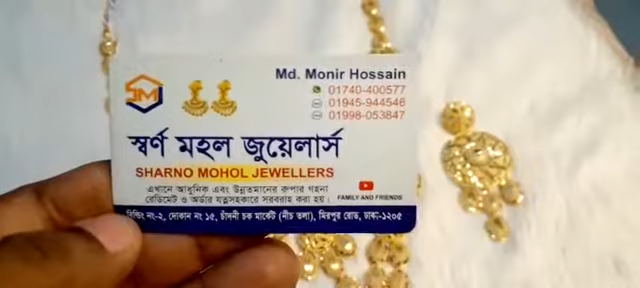 SM
Md. Monir Hossain
01740-400577
01945-944546
01998-053847
স্বর্ণ মহল জুয়েলার্স
SHARNO MOHOL JEWELLERS
এখানে আধুনিক এবং উন্নতমানের রুপার গহনা
রেডিমেট ও অর্ডার যত্নসহকারে সরবরাহ করা হয়।
FAMILY AND FRIENDS
বিল্ডিং নং-২, দোকান নং ১৫, চাঁদনী চক মার্কেট (নীচ তলা), মিরপুর রোড, ঢাকা-১২০৫